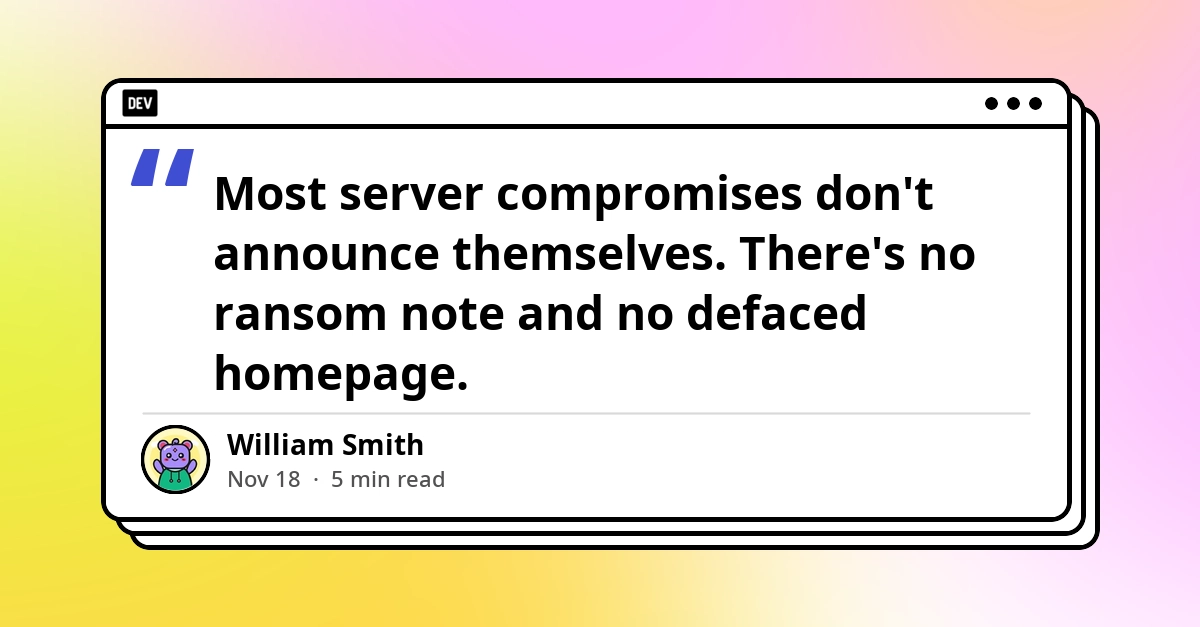 DEV
“
Most server compromises don't
announce themselves. There's no
ransom note and no defaced
homepage.
William Smith
Nov 18 · 5 min read